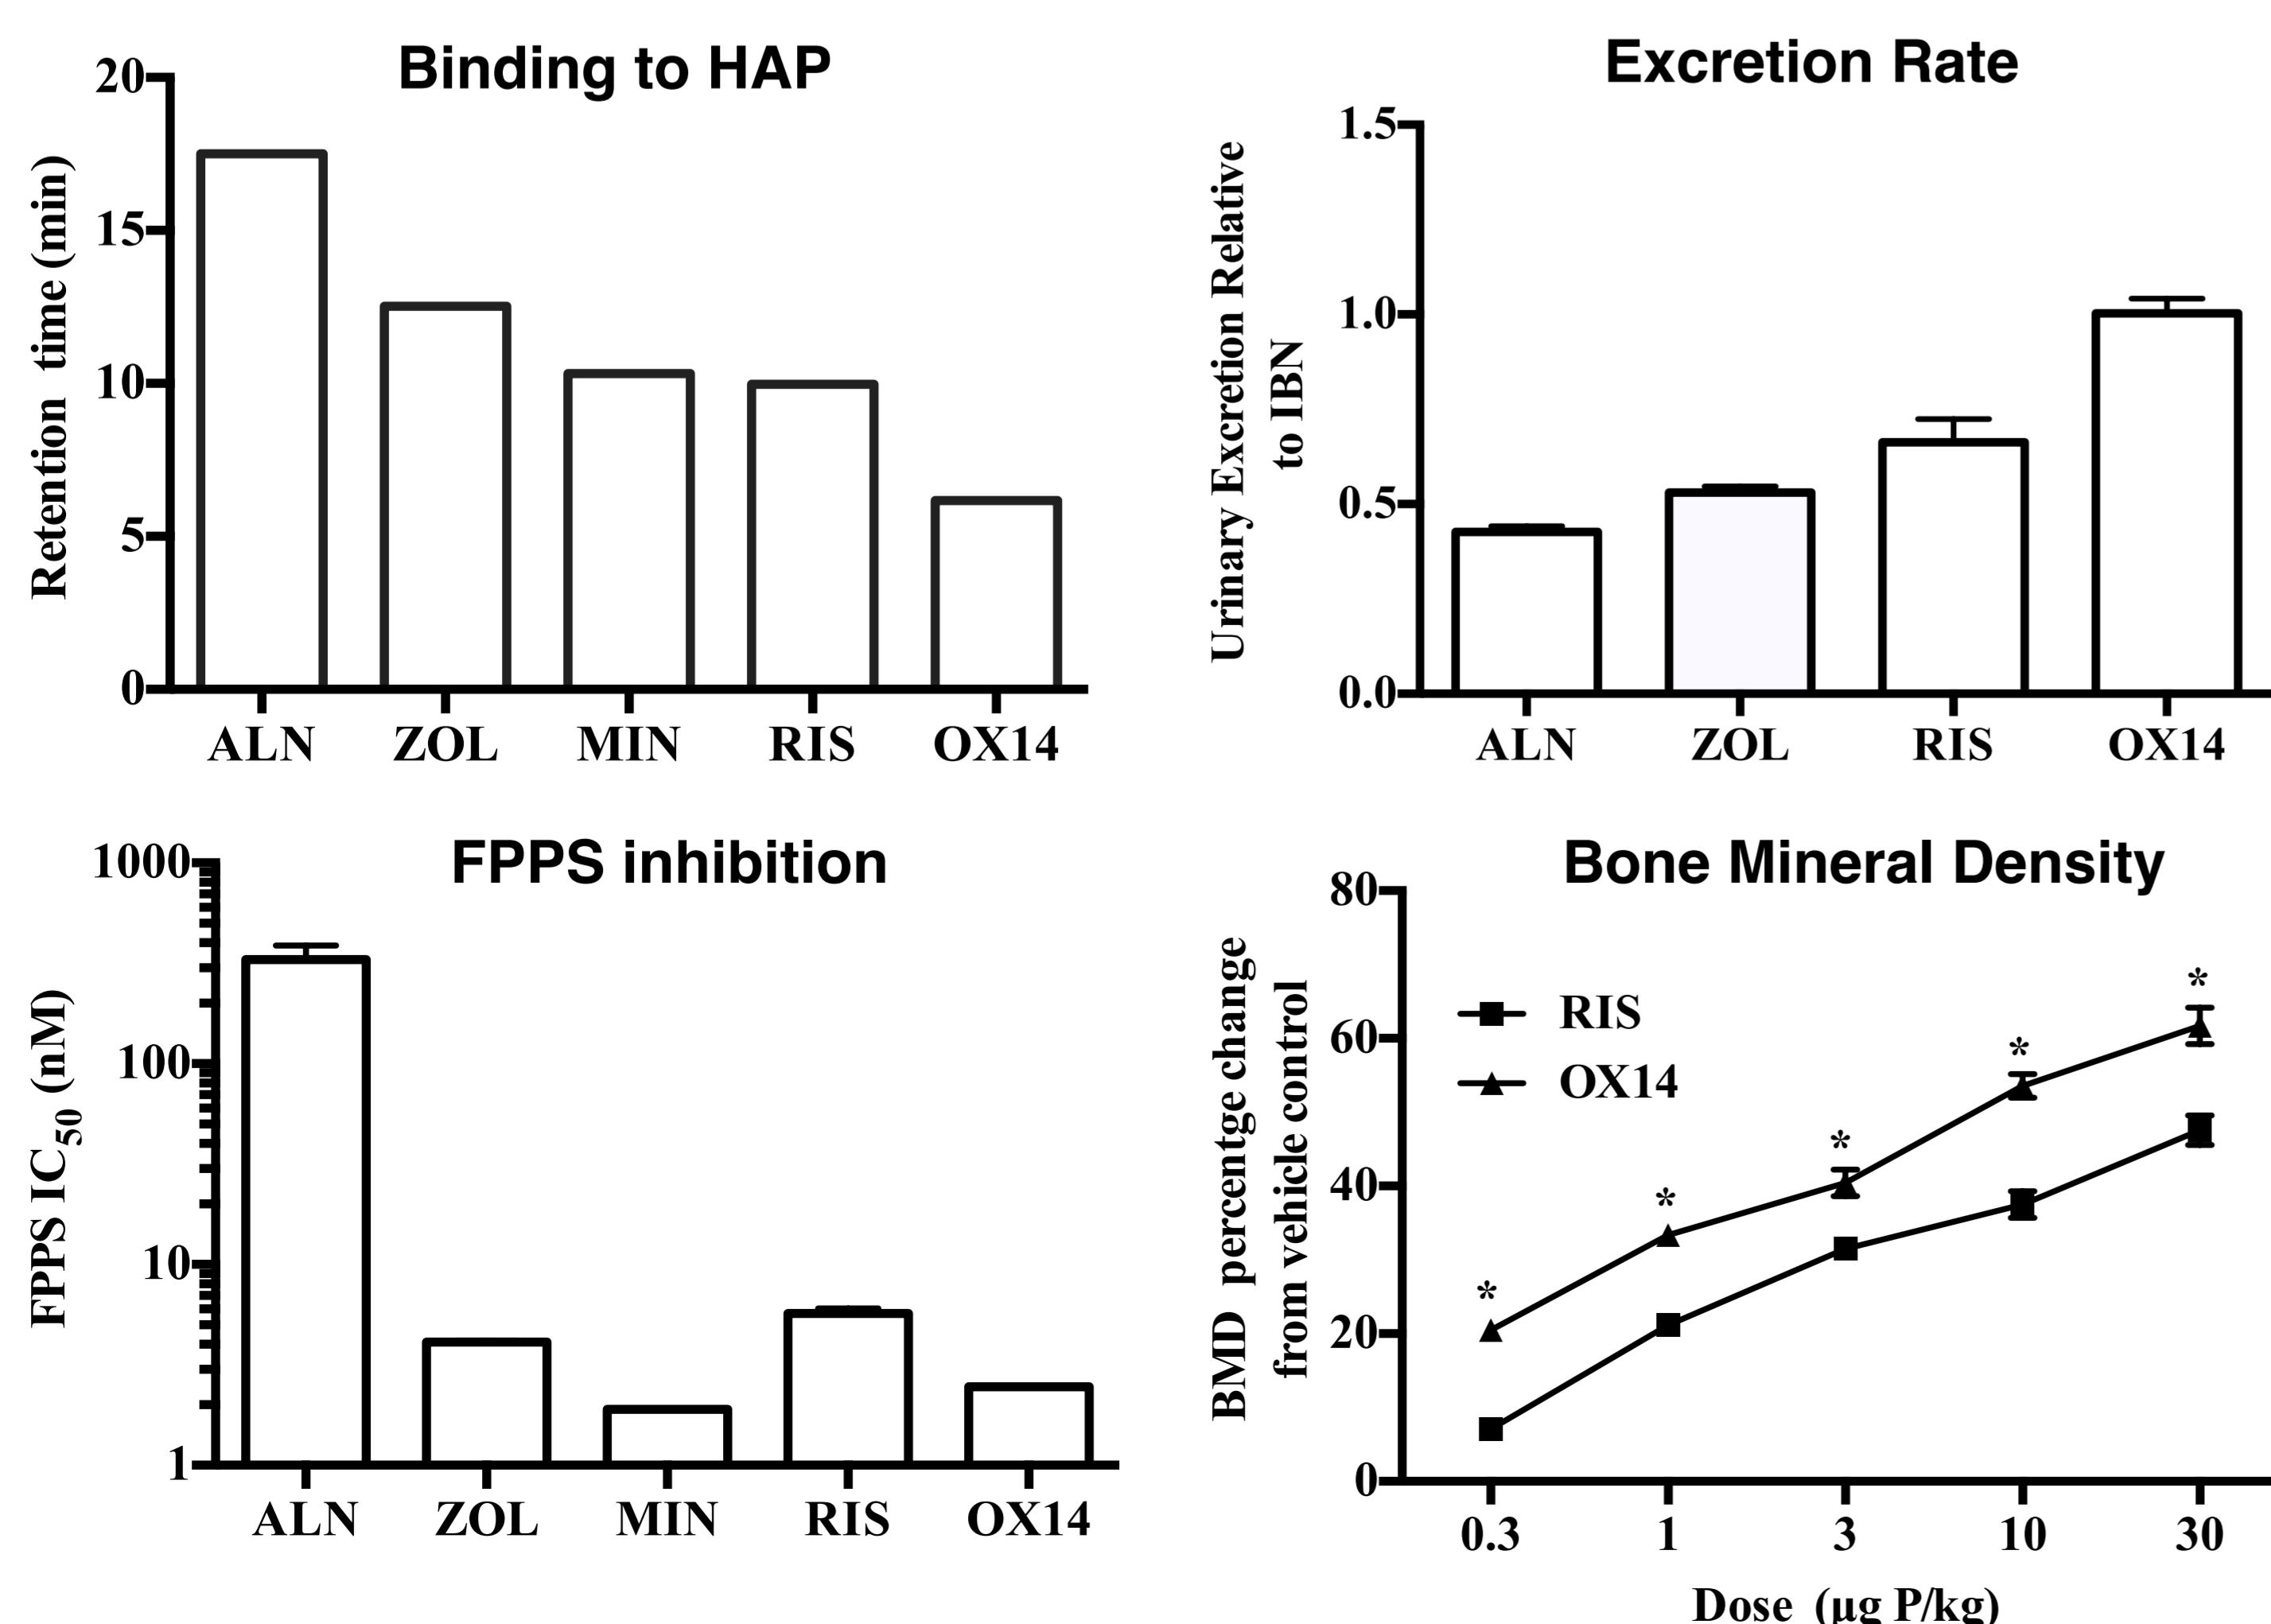 Binding to HAP
Retention time (min)
20
15
10
5
0
ALN ZOL MIN RIS OX14
Excretion Rate
Urinary Excretion Relative
to IBN
1.5
1.0
0.5
0.0
ALN ZOL RIS OX14
FPPS inhibition
FPPS IC50 (nM)
1000
100
10
1
ALN ZOL MIN RIS OX14
Bone Mineral Density
BMD percentge change
from vehicle control
80
60
40
20
0
RIS
OX14
*
*
*
*
*
0.3 1 3 10 30
Dose (µg P/kg)